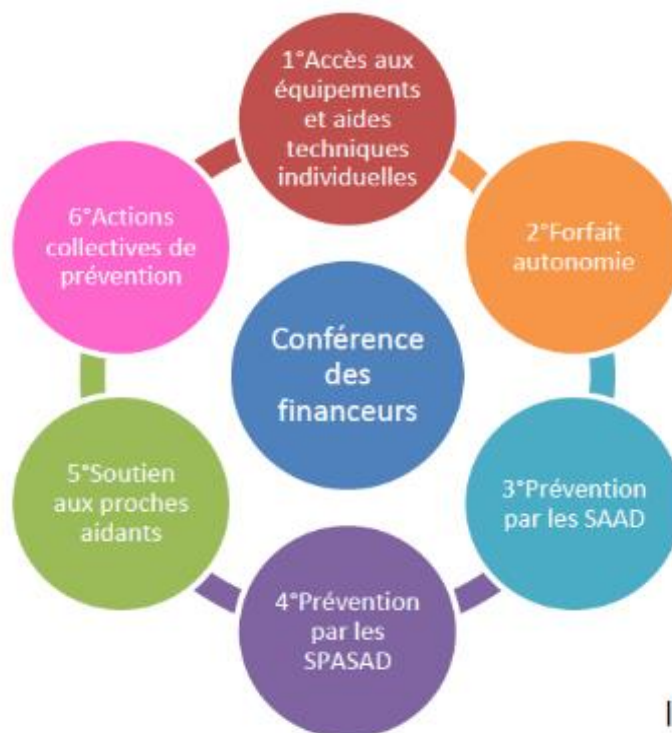 1°Accès aux
équipements
et aides
techniques
individuelles
2°Forfait
autonomie
3°Prévention
par les SAAD
4°Prévention
par les
SPASAD
5°Soutien
aux proches
aidants
6°Actions
collectives de
prévention
Conférence
des
financeurs